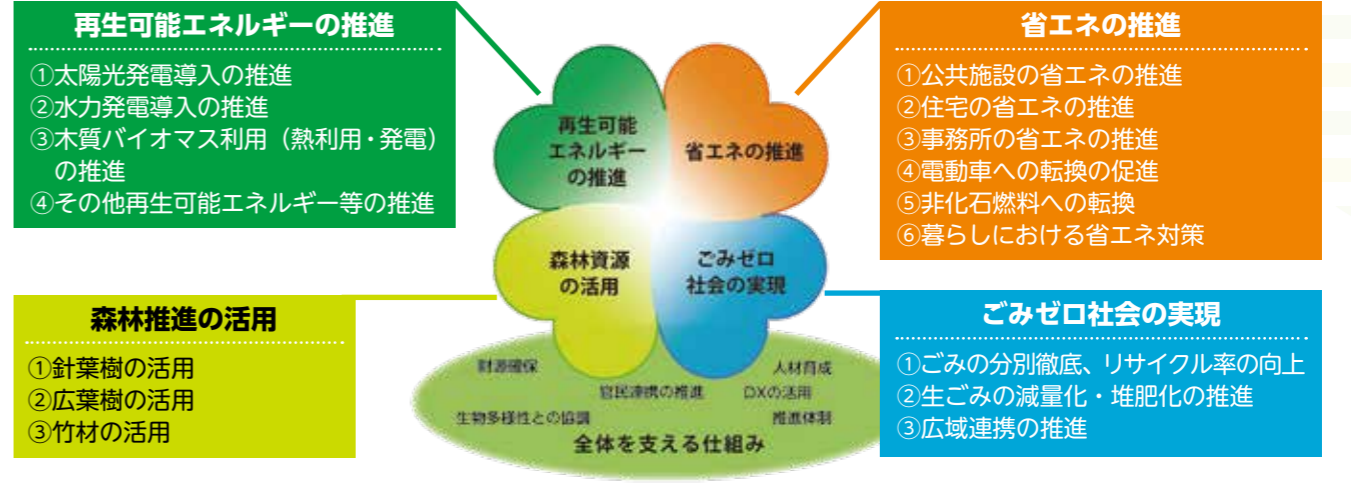 再生可能エネルギーの推進
①太陽光発電導入の推進
②水力発電導入の推進
③木質バイオマス利用（熱利用・発電）
の推進
④その他再生可能エネルギー等の推進
省エネの推進
①公共施設の省エネの推進
②住宅の省エネの推進
③事務所の省エネの推進
④電動車への転換の促進
⑤非化石燃料への転換
⑥暮らしにおける省エネ対策
再生可能
エネルギー
の推進
省エネの推進
森林資源
の活用
ごみゼロ
社会の実現
森林推進の活用
①針葉樹の活用
②広葉樹の活用
③竹材の活用
ごみゼロ社会の実現
①ごみの分別徹底、リサイクル率の向上
②生ごみの減量化・堆肥化の推進
③広域連携の推進
財源確保
人材育成
官民連携の推進
DXの活用
生物多様性との協調
推進体制
全体を支える仕組み